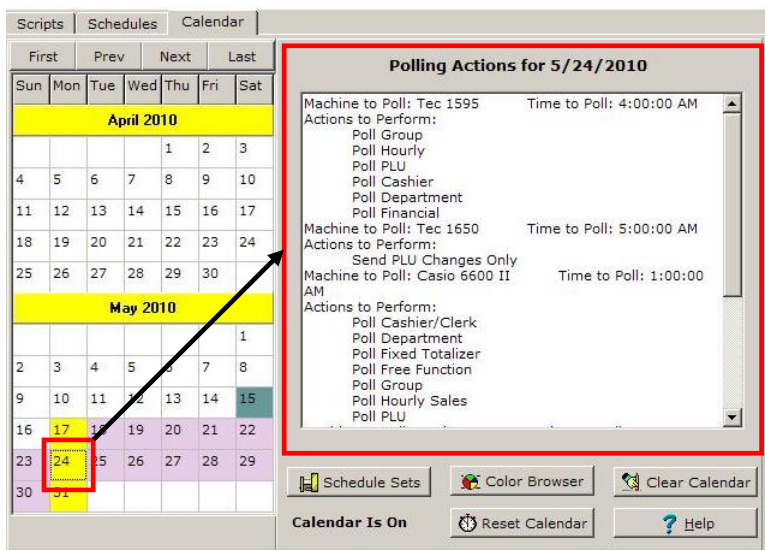 Scripts Schedules Calendar
First Prev Next Last
Sun Mon Tue Wed Thu Fri Sat
April 2010
1 2 3
4 5 6 7 8 9 10
11 12 13 14 15 16 17
18 19 20 21 22 23 24
25 26 27 28 29 30
May 2010
1
2 3 4 5 6 7 8
9 10 11 12 13 14 15
16 17 18 19 20 21 22
23 24 25 26 27 28 29
30 31
Polling Actions for 5/24/2010
Machine to Poll: Tec 1595 Time to Poll: 4:00:00 AM
Actions to Perform:
Poll Group
Poll Hourly
Poll PLU
Poll Cashier
Poll Department
Poll Financial
Machine to Poll: Tec 1650 Time to Poll: 5:00:00 AM
Actions to Perform:
Send PLU Changes Only
Machine to Poll: Casio 6600 II Time to Poll: 1:00:00
AM
Actions to Perform:
Poll Cashier/Clerk
Poll Department
Poll Fixed Totalizer
Poll Free Function
Poll Group
Poll Hourly Sales
Poll PLU
Schedule Sets Color Browser Clear Calendar
Calendar Is On Reset Calendar Help